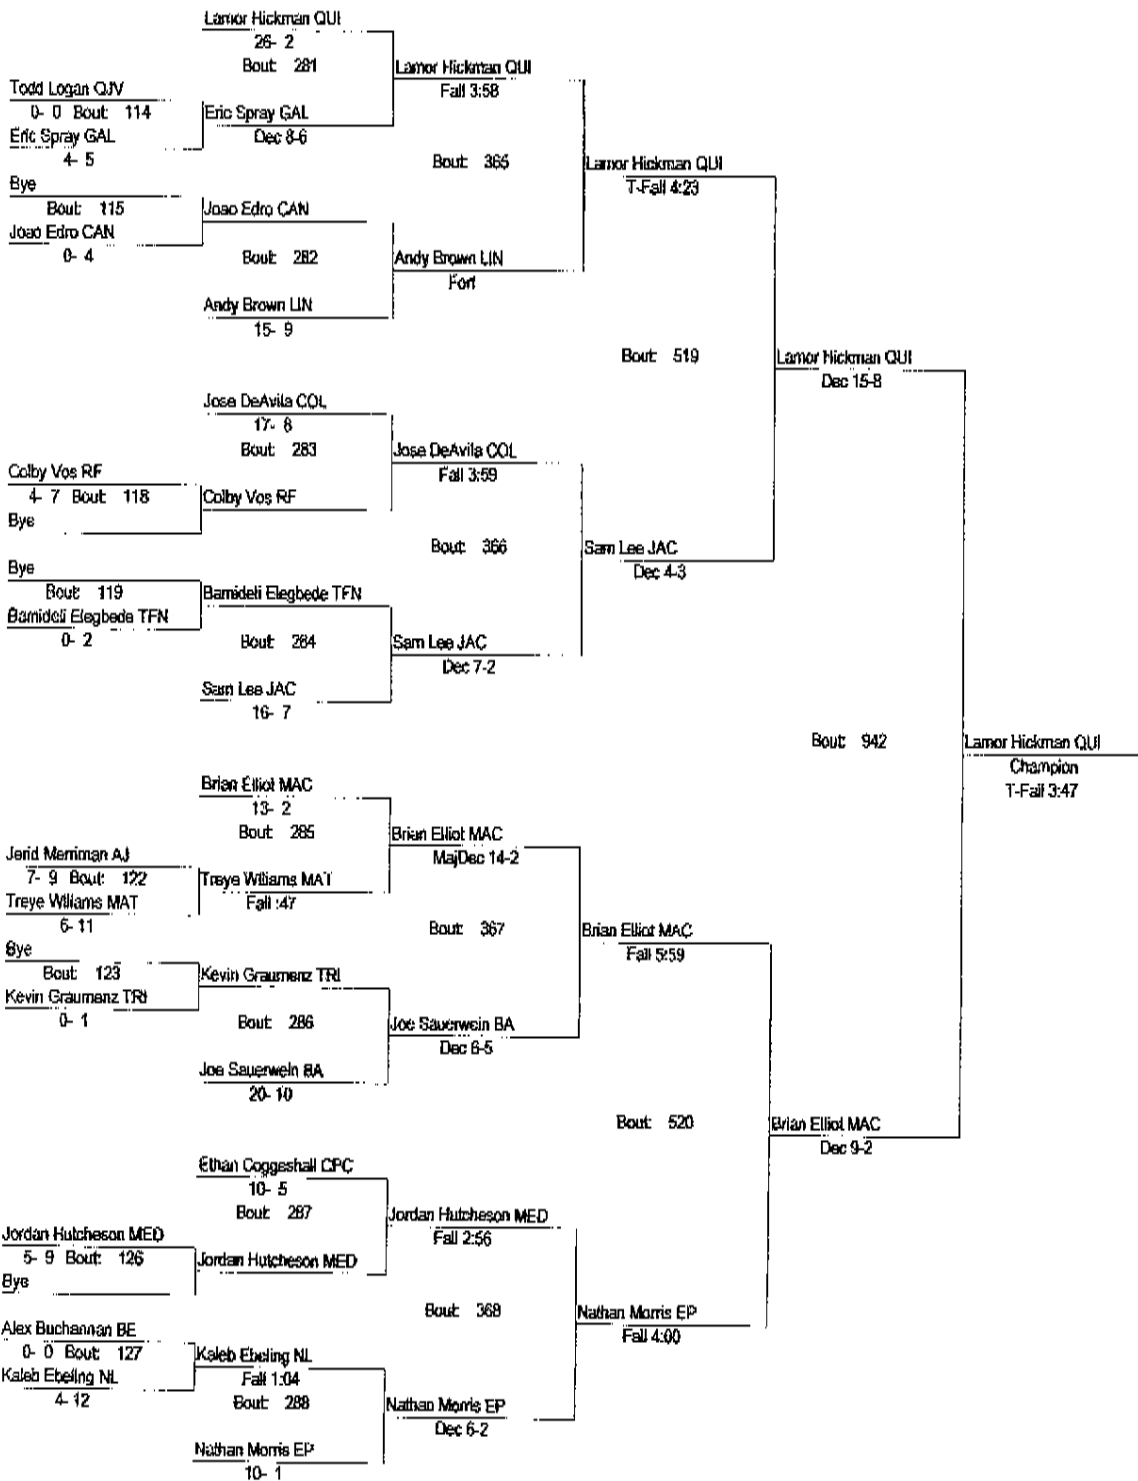 Lamor Hickman QUI
26- 2
Bout: 281
Lamor Hickman QUI
Fall 3:58
Todd Logan QJV
0- 0 Bout: 114
Eric Spray GAL
Dec 8-6
Eric Spray GAL
4- 5
Bout: 365
Lamor Hickman QUI
T-Fall 4:23
Bye
Bout: 115
Joao Edro CAN
Joao Edro CAN
0- 4
Bout: 282
Andy Brown LIN
Forf
Andy Brown LIN
15- 9
Bout: 519
Lamor Hickman QUI
Dec 15-8
Jose DeAvila COL
17- 8
Bout: 283
Jose DeAvila COL
Fall 3:59
Colby Vos RF
4- 7 Bout: 118
Colby Vos RF
Bye
Bout: 366
Sam Lee JAC
Dec 4-3
Bye
Bout: 119
Bamideli Elegbede TFN
Bamideli Elegbede TFN
0- 2
Bout: 284
Sam Lee JAC
Dec 7-2
Sam Lee JAC
16- 7
Bout: 942
Lamor Hickman QUI
Champion
T-Fall 3:47
Brian Elliot MAC
13- 2
Bout: 285
Brian Elliot MAC
MajDec 14-2
Jerid Merriman AJ
7- 9 Bout: 122
Treye Williams MAT
Fall :47
Treye Williams MAT
6- 11
Bout: 367
Brian Elliot MAC
Fall 5:59
Bye
Bout: 123
Kevin Graumenz TRI
Kevin Graumenz TRI
0- 1
Bout: 286
Joe Sauerwein BA
Dec 6-5
Joe Sauerwein BA
20- 10
Bout: 520
Brian Elliot MAC
Dec 9-2
Ethan Coggeshall CPC
10- 5
Bout: 287
Jordan Hutcheson MED
Fall 2:56
Jordan Hutcheson MED
5- 9 Bout: 126
Jordan Hutcheson MED
Bye
Bout: 368
Nathan Morris EP
Fall 4:00
Alex Buchannan BE
0- 0 Bout: 127
Kaleb Ebeling NL
Fall 1:04
Kaleb Ebeling NL
4- 12
Bout: 288
Nathan Morris EP
Dec 6-2
Nathan Morris EP
10- 1